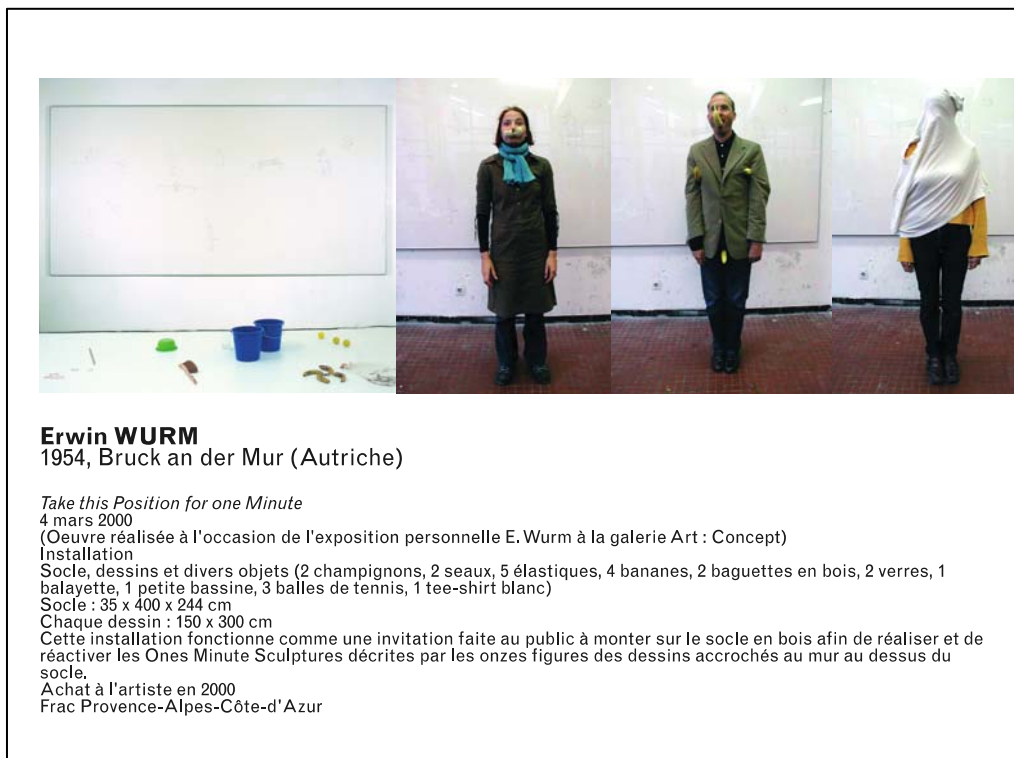 Erwin WURM
1954, Bruck an der Mur (Autriche)
Take this Position for one Minute
4 mars 2000
(Oeuvre réalisée à l'occasion de l'exposition personnelle E. Wurm à la galerie Art : Concept)
Installation
Socle, dessins et divers objets (2 champignons, 2 seaux, 5 élastiques, 4 bananes, 2 baguettes en bois, 2 verres, 1
balayette, 1 petite bassine, 3 balles de tennis, 1 tee-shirt blanc)
Socle : 35 x 400 x 244 cm
Chaque dessin : 150 x 300 cm
Cette installation fonctionne comme une invitation faite au public à monter sur le socle en bois afin de réaliser et de
réactiver les Ones Minute Sculptures décrites par les onzes figures des dessins accrochés au mur au dessus du
socle.
Achat à l'artiste en 2000
Frac Provence-Alpes-Côte-d'Azur